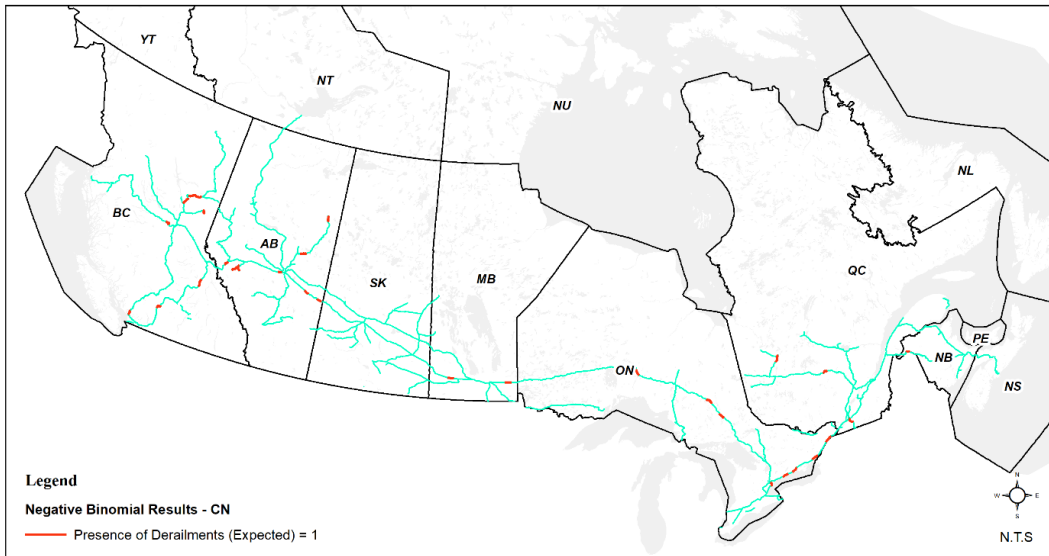 YT
NT
NU
NL
BC
AB
SK
MB
QC
ON
PE
NB
NS
Legend
Negative Binomial Results - CN
Presence of Derailments (Expected) = 1
N
W E
S
N.T.S